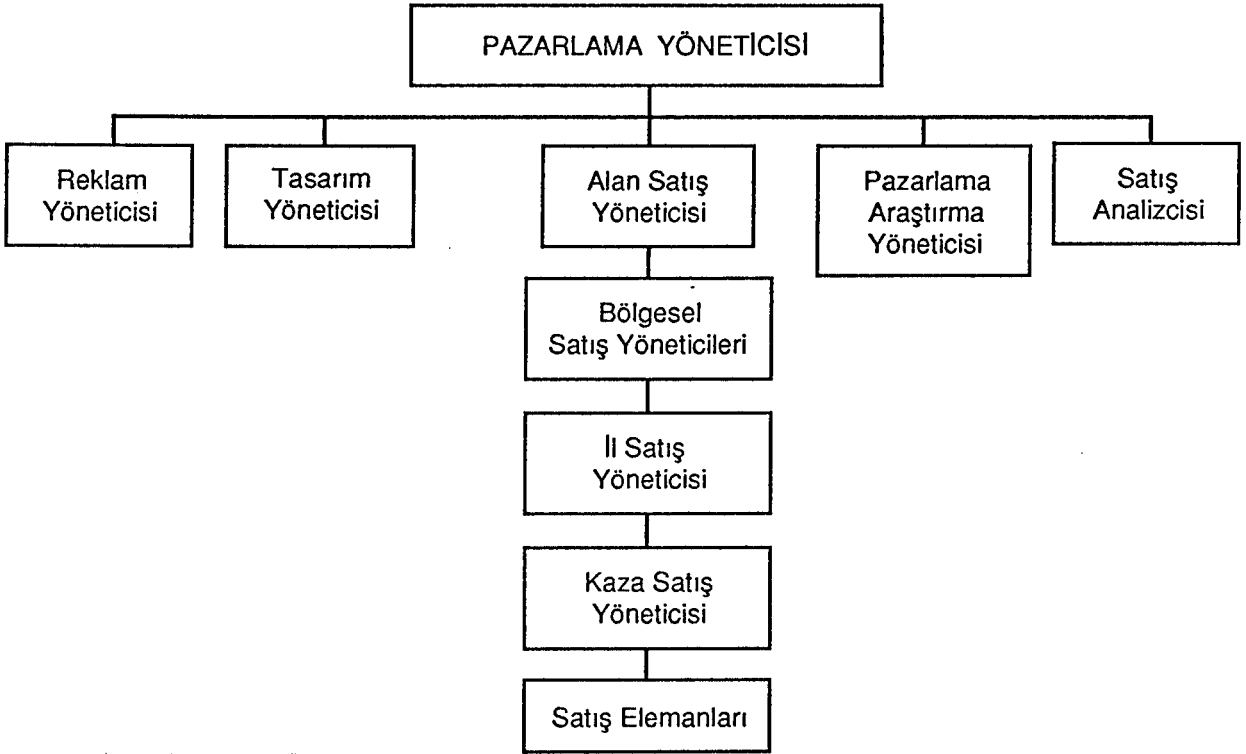 PAZARLAMA YÖNETİCİSİ
Reklam
Yöneticisi
Tasarım
Yöneticisi
Alan Satış
Yöneticisi
Pazarlama
Araştırma
Yöneticisi
Satış
Analizcisi
Bölgesel
Satış Yöneticileri
İl Satış
Yöneticisi
Kaza Satış
Yöneticisi
Satış Elemanları